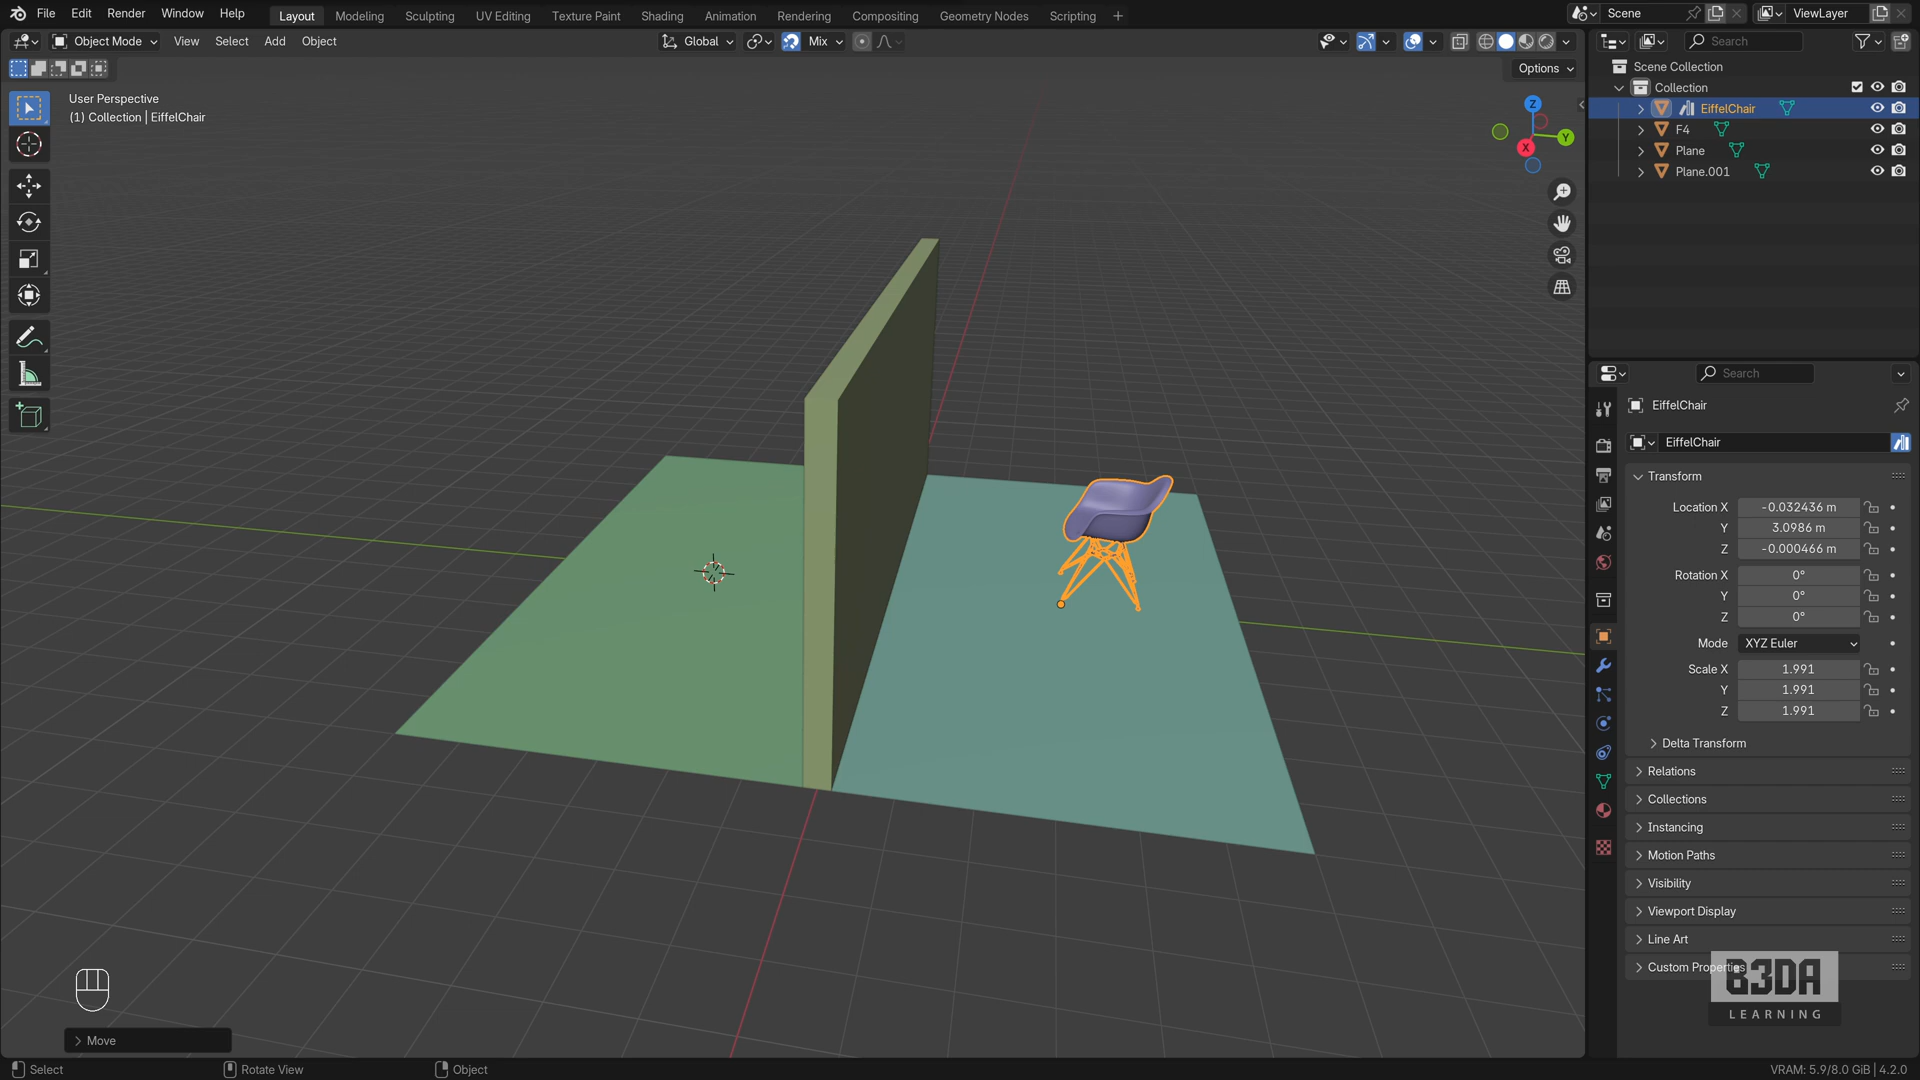 File Edit Render Window Help Layout Modeling Sculpting UV Editing Texture Paint Shading Animation Rendering Compositing Geometry Nodes Scripting + Scene ViewLayer
Object Mode View Select Add Object Global Mix Search
Options
User Perspective
(1) Collection | EiffelChair
Z
Y
X
Scene Collection
Collection
EiffelChair
F4
Plane
Plane.001
Search
EiffelChair
EiffelChair
Transform
Location X -0.032436 m
Y 3.0986 m
Z -0.000466 m
Rotation X 0°
Y 0°
Z 0°
Mode XYZ Euler
Scale X 1.991
Y 1.991
Z 1.991
Delta Transform
Relations
Collections
Instancing
Motion Paths
Visibility
Viewport Display
Line Art
Custom Properties
B3DA
LEARNING
Move
Select Rotate View Object VRAM: 5.9/8.0 GiB | 4.2.0